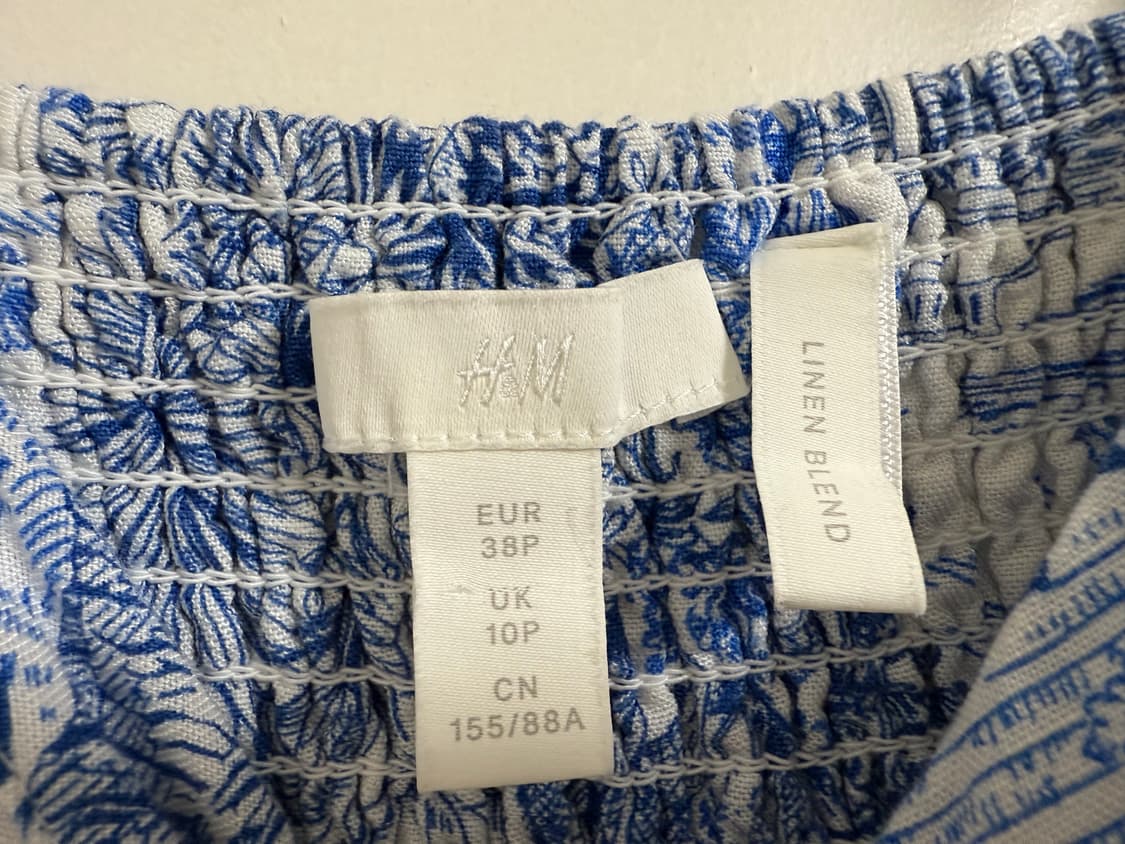 H&M
EUR
38P
UK
10P
CN
155/88A
LINEN BLEND